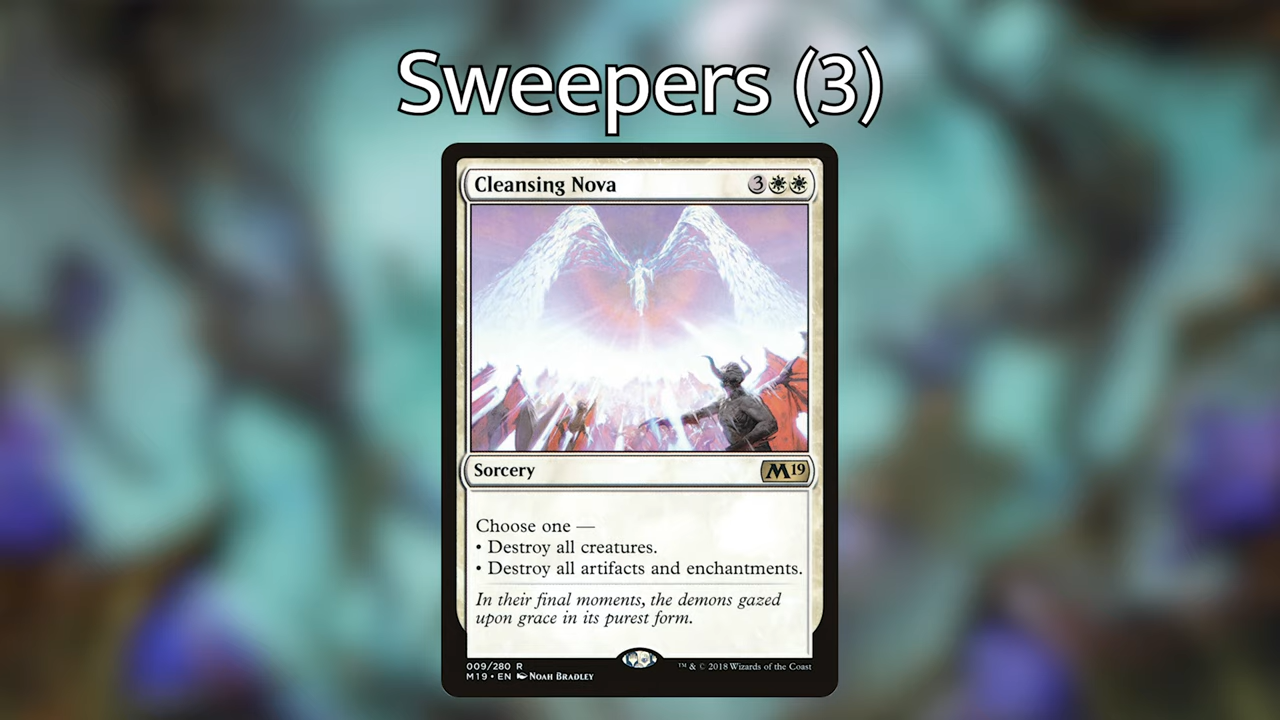 Sweepers (3)
Cleansing Nova 3
Sorcery M19
Choose one —
• Destroy all creatures.
• Destroy all artifacts and enchantments.
In their final moments, the demons gazed
upon grace in its purest form.
009/280 R
M19 • EN Noah Bradley
™ & © 2018 Wizards of the Coast